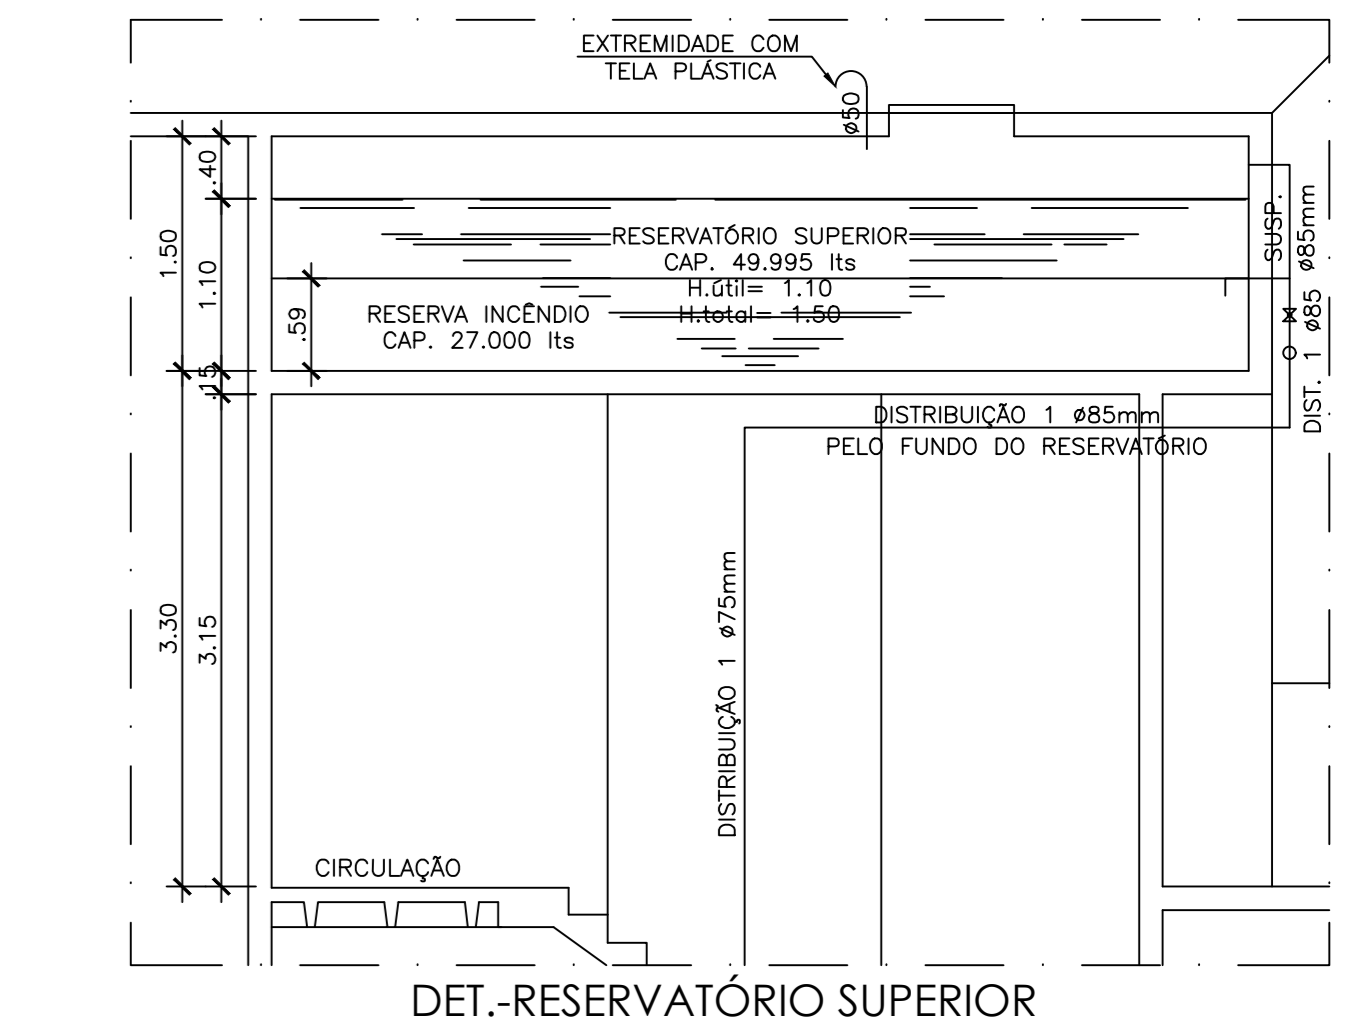 EXTREMIDADE COM
TELA PLÁSTICA
ø50
.40
1.50
1.10
.59
.15
RESERVATÓRIO SUPERIOR
CAP. 49.995 lts
H.útil= 1.10
H.total= 1.50
RESERVA INCÊNDIO
CAP. 27.000 lts
SUSP.
ø85mm
DIST. 1 ø85
DISTRIBUIÇÃO 1 ø85mm
PELO FUNDO DO RESERVATÓRIO
DISTRIBUIÇÃO 1 ø75mm
3.30
3.15
CIRCULAÇÃO
DET.-RESERVATÓRIO SUPERIOR